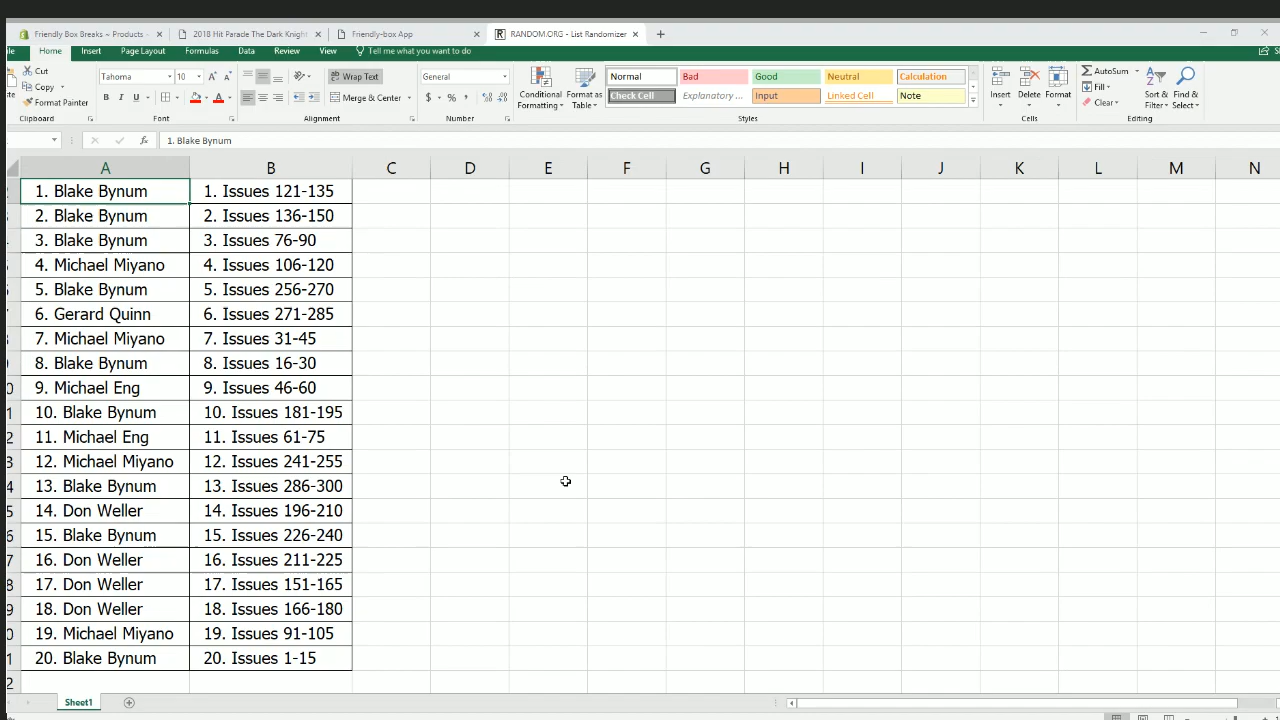 Friendly Box Breaks ~ Products - × 2018 Hit Parade The Dark Knigh × Friendly-box App × RANDOM.ORG - List Randomizer × +
ile Home Insert Page Layout Formulas Data Review View Tell me what you want to do
Cut
Copy
Format Painter
Clipboard
Tahoma 10
B I U
Font
Wrap Text
Merge & Center
Alignment
General
$ % ,
Number
Conditional Formatting
Format as Table
Normal Bad Good Neutral Calculation
Check Cell Explanatory ... Input Linked Cell Note
Styles
Insert Delete Format
Cells
AutoSum
Fill
Clear
Sort & Filter
Find & Select
Editing
fx 1. Blake Bynum
A B C D E F G H I J K L M N
1. Blake Bynum 1. Issues 121-135
2. Blake Bynum 2. Issues 136-150
3. Blake Bynum 3. Issues 76-90
4. Michael Miyano 4. Issues 106-120
5. Blake Bynum 5. Issues 256-270
6. Gerard Quinn 6. Issues 271-285
7. Michael Miyano 7. Issues 31-45
8. Blake Bynum 8. Issues 16-30
9. Michael Eng 9. Issues 46-60
10. Blake Bynum 10. Issues 181-195
11. Michael Eng 11. Issues 61-75
12. Michael Miyano 12. Issues 241-255
13. Blake Bynum 13. Issues 286-300
14. Don Weller 14. Issues 196-210
15. Blake Bynum 15. Issues 226-240
16. Don Weller 16. Issues 211-225
17. Don Weller 17. Issues 151-165
18. Don Weller 18. Issues 166-180
19. Michael Miyano 19. Issues 91-105
20. Blake Bynum 20. Issues 1-15
Sheet1